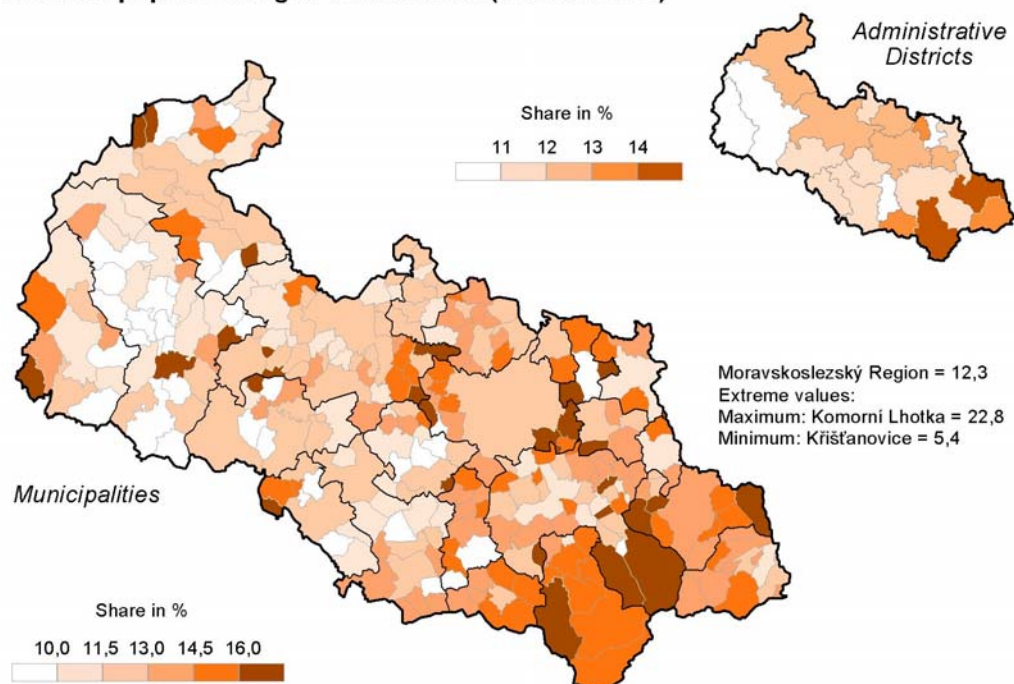 Administrative
Districts
Share in %
11 12 13 14
Moravskoslezský Region = 12,3
Extreme values:
Maximum: Komorní Lhotka = 22,8
Minimum: Křišťanovice = 5,4
Municipalities
Share in %
10,0 11,5 13,0 14,5 16,0